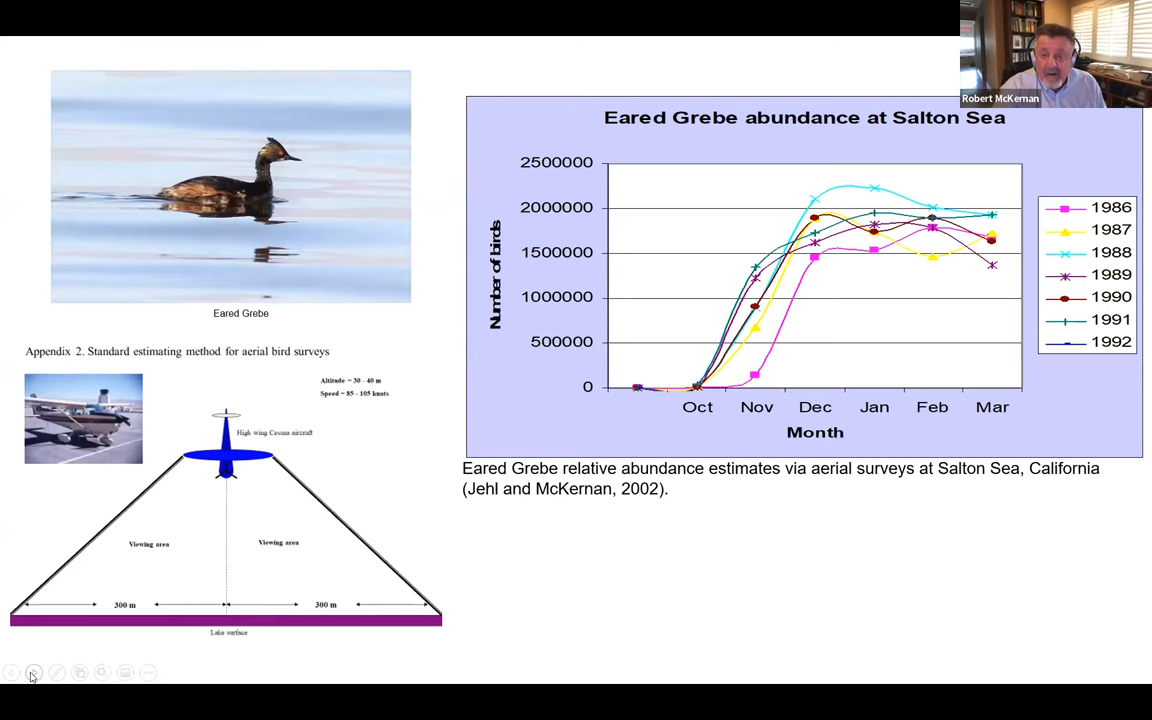 Robert McKernan
Eared Grebe
Appendix 2. Standard estimating method for aerial bird surveys
Altitude = 30 - 40 m
Speed = 85 - 105 knots
High wing Cessna aircraft
Viewing area
Viewing area
300 m
300 m
Lake surface
Eared Grebe abundance at Salton Sea
2500000
2000000
1500000
1000000
500000
0
Number of birds
Oct Nov Dec Jan Feb Mar
Month
1986
1987
1988
1989
1990
1991
1992
Eared Grebe relative abundance estimates via aerial surveys at Salton Sea, California
(Jehl and McKernan, 2002).